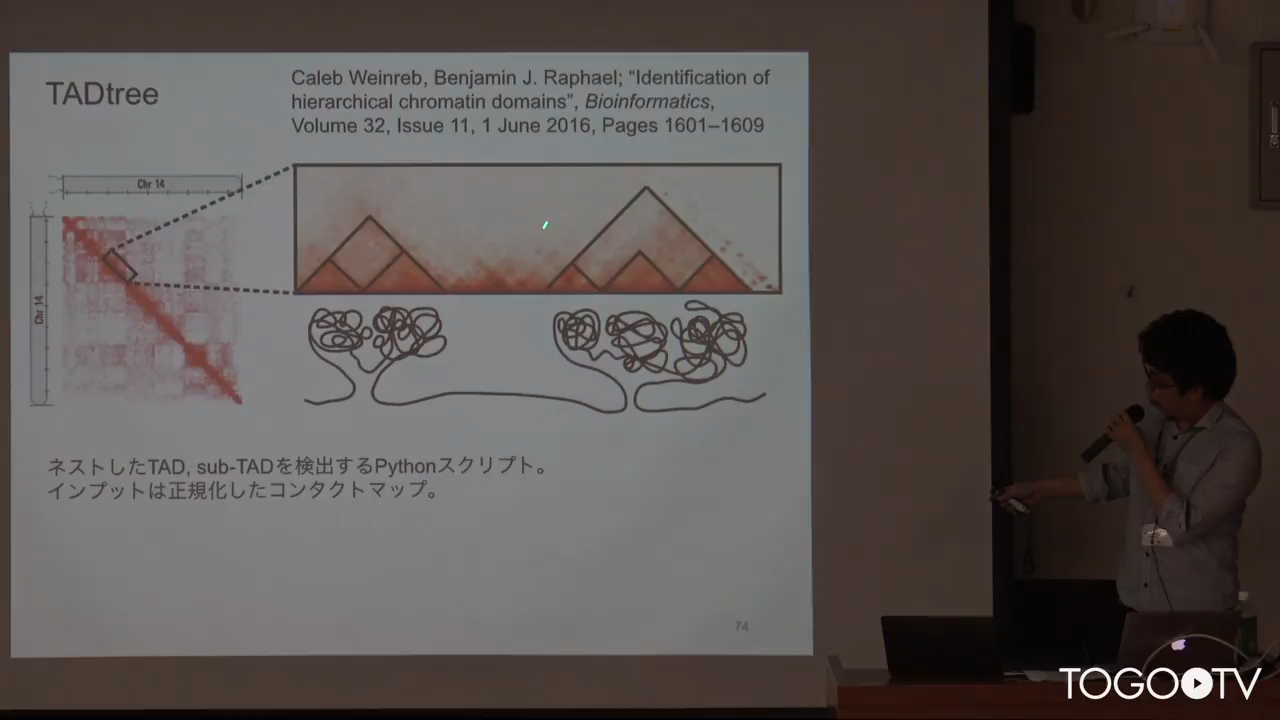 TADtree
Caleb Weinreb, Benjamin J. Raphael; “Identification of
hierarchical chromatin domains”, Bioinformatics,
Volume 32, Issue 11, 1 June 2016, Pages 1601–1609
Chr 14
Chr 14
ネストしたTAD, sub-TADを検出するPythonスクリプト。
インプットは正規化したコンタクトマップ。
74
TOGOTV